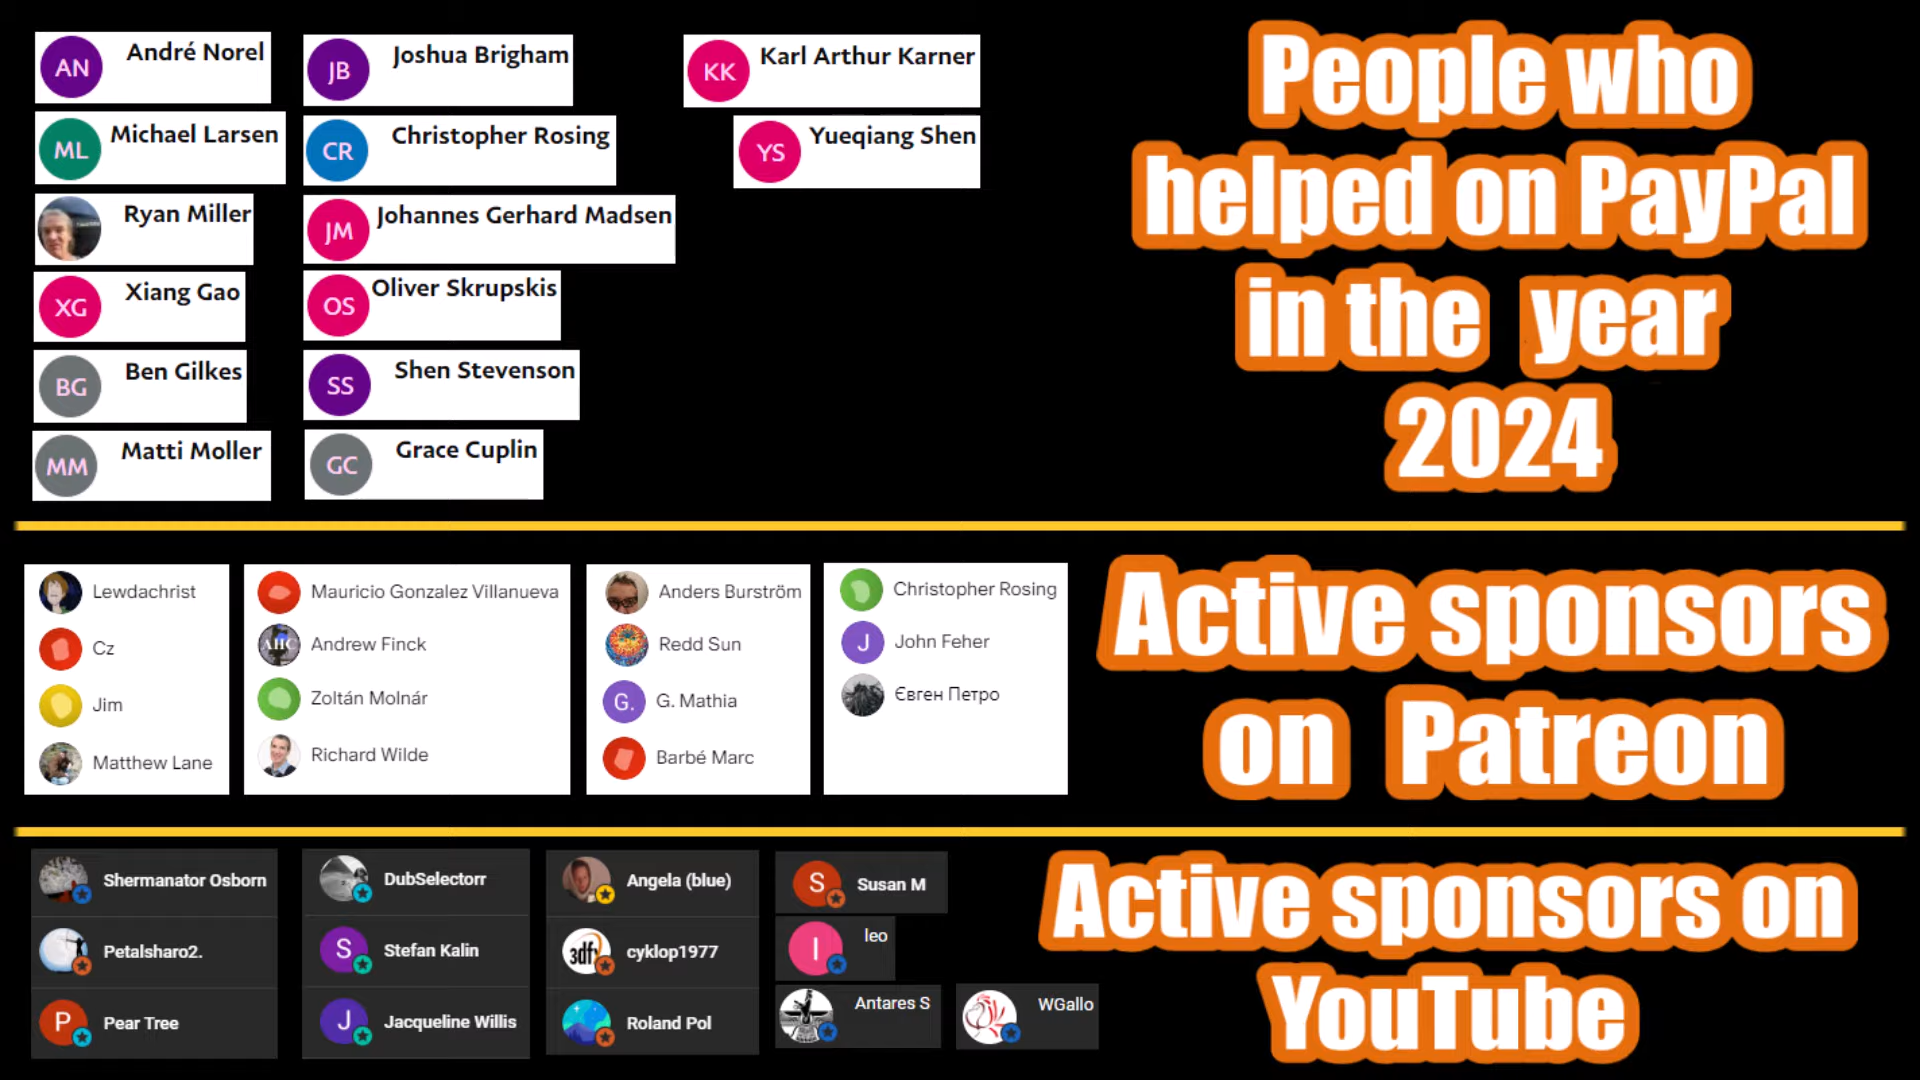 AN André Norel
ML Michael Larsen
Ryan Miller
XG Xiang Gao
BG Ben Gilkes
MM Matti Moller
JB Joshua Brigham
CR Christopher Rosing
JM Johannes Gerhard Madsen
OS Oliver Skrupskis
SS Shen Stevenson
GC Grace Cuplin
KK Karl Arthur Karner
YS Yueqiang Shen
People who
helped on PayPal
in the year
2024
Lewdachrist
Cz
Jim
Matthew Lane
Mauricio Gonzalez Villanueva
AHC Andrew Finck
Zoltán Molnár
Richard Wilde
Anders Burström
Redd Sun
G. G. Mathia
Barbé Marc
Christopher Rosing
J John Feher
Євген Петро
Active sponsors
on Patreon
Shermanator Osborn
Petalsharo2.
P Pear Tree
DubSelectorr
S Stefan Kalin
J Jacqueline Willis
Angela (blue)
3df cyklop1977
Roland Pol
S Susan M
l leo
Antares S
WGallo
Active sponsors on
YouTube